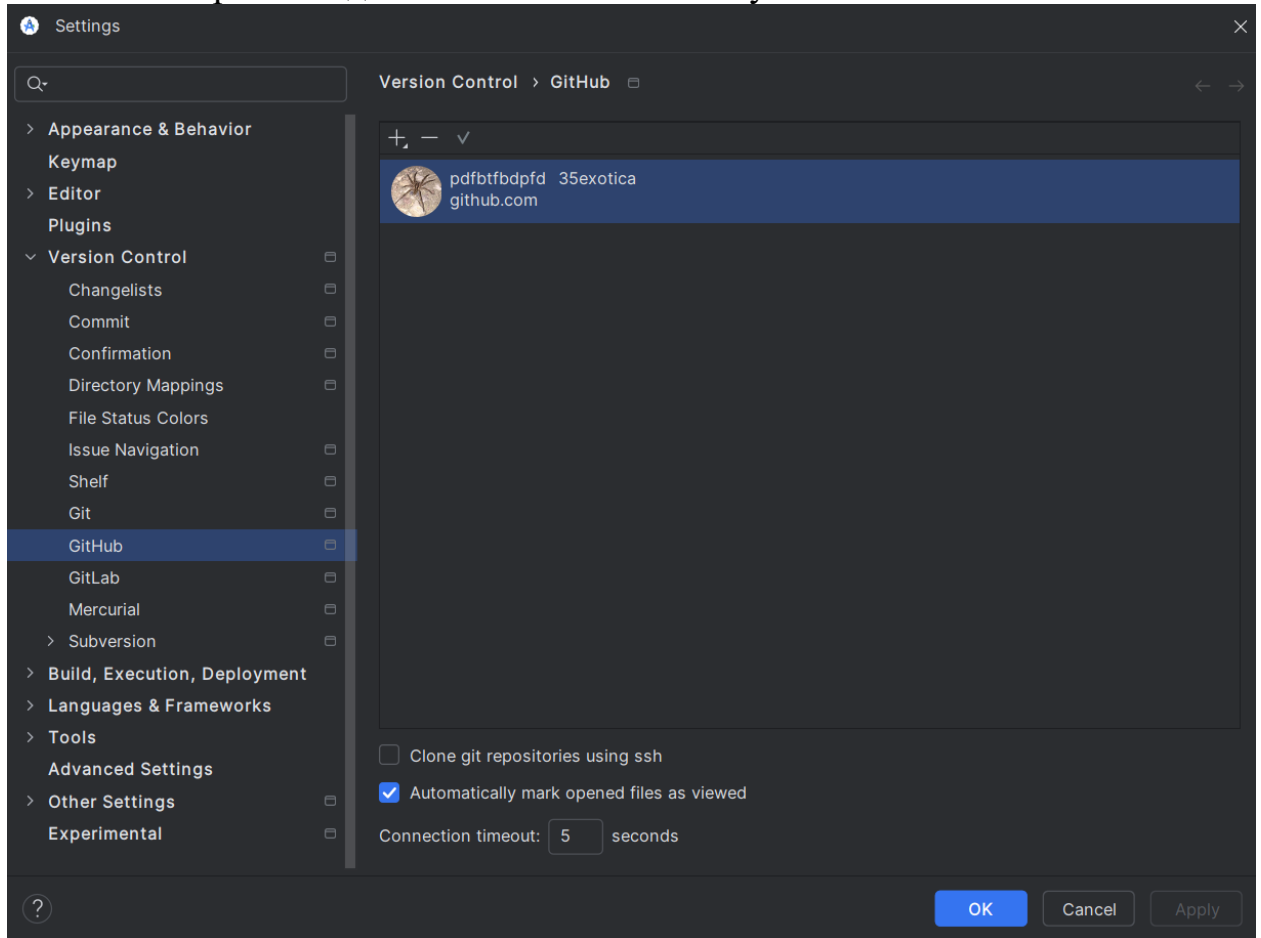 Settings
Version Control › GitHub
Appearance & Behavior
Keymap
Editor
Plugins
Version Control
Changelists
Commit
Confirmation
Directory Mappings
File Status Colors
Issue Navigation
Shelf
Git
GitHub
GitLab
Mercurial
Subversion
Build, Execution, Deployment
Languages & Frameworks
Tools
Advanced Settings
Other Settings
Experimental
pdfbtfbdpfd 35exotica
github.com
Clone git repositories using ssh
Automatically mark opened files as viewed
Connection timeout: 5 seconds
?
OK
Cancel
Apply